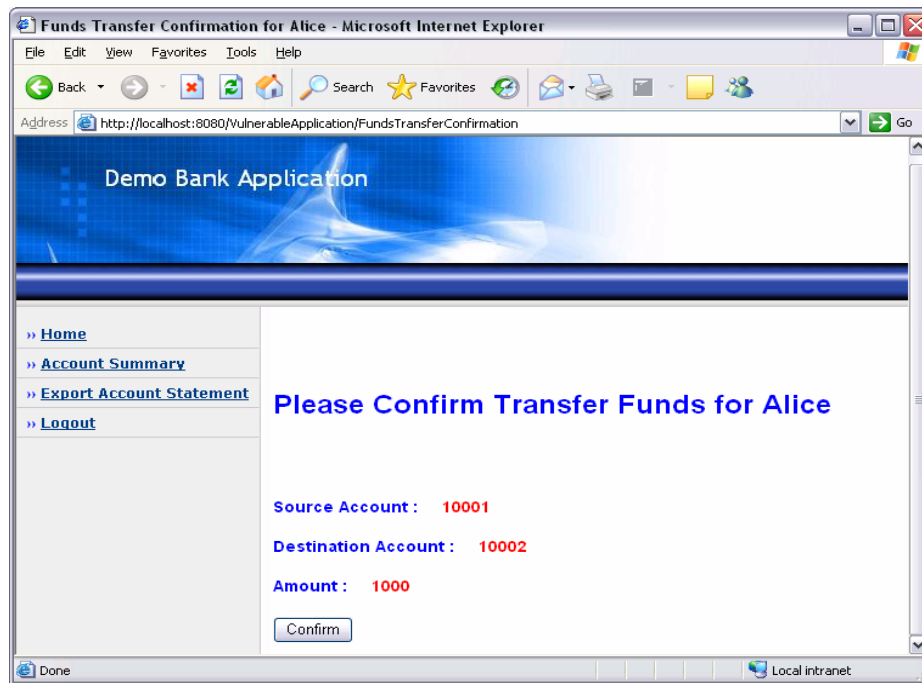 Funds Transfer Confirmation for Alice - Microsoft Internet Explorer
File Edit View Favorites Tools Help
Back Search Favorites
Address http://localhost:8080/VulnerableApplication/FundsTransferConfirmation Go
Demo Bank Application
» Home
» Account Summary
» Export Account Statement
» Logout
Please Confirm Transfer Funds for Alice
Source Account : 10001
Destination Account : 10002
Amount : 1000
Confirm
Done Local intranet